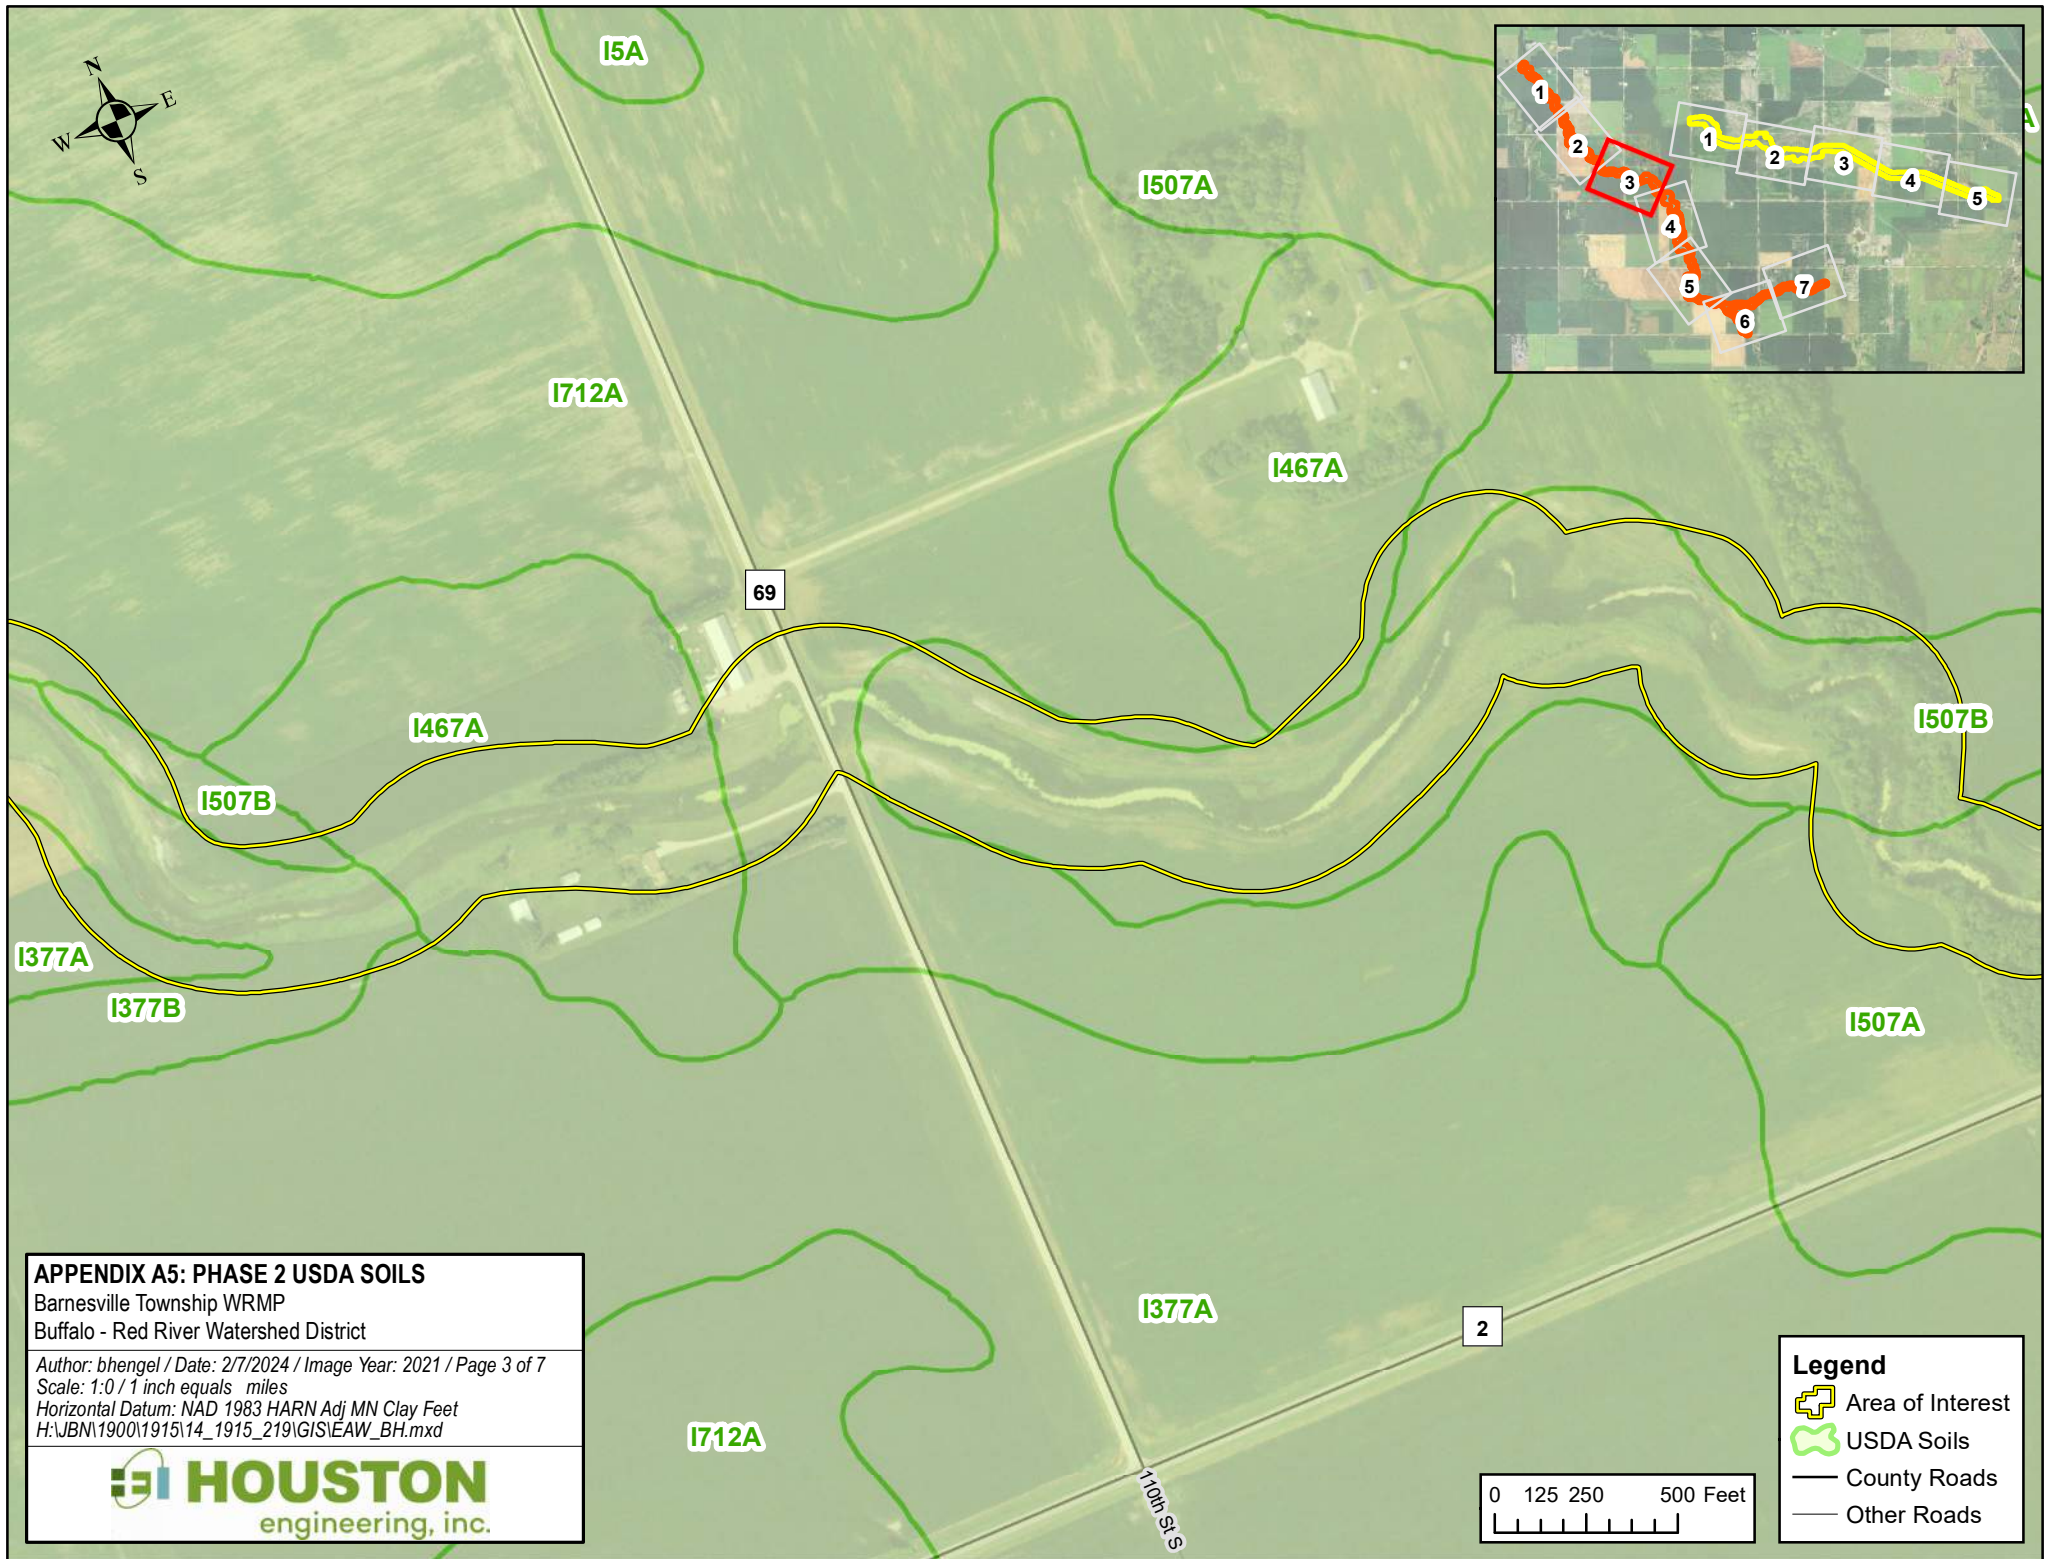 I5A
N
E
W
S
A
I507A
1
2
3
4
5
6
7
1
2
3
4
5
I712A
I467A
69
I467A
I507B
I507B
I377A
I377B
I507A
I377A
2
I712A
110th St S
APPENDIX A5: PHASE 2 USDA SOILS
Barnesville Township WRMP
Buffalo - Red River Watershed District
Author: bhengel / Date: 2/7/2024 / Image Year: 2021 / Page 3 of 7
Scale: 1:0 / 1 inch equals miles
Horizontal Datum: NAD 1983 HARN Adj MN Clay Feet
H:\JBN\1900\1915\14_1915_219\GIS\EAW_BH.mxd
HOUSTON
engineering, inc.
0 125 250 500 Feet
Legend
Area of Interest
USDA Soils
County Roads
Other Roads